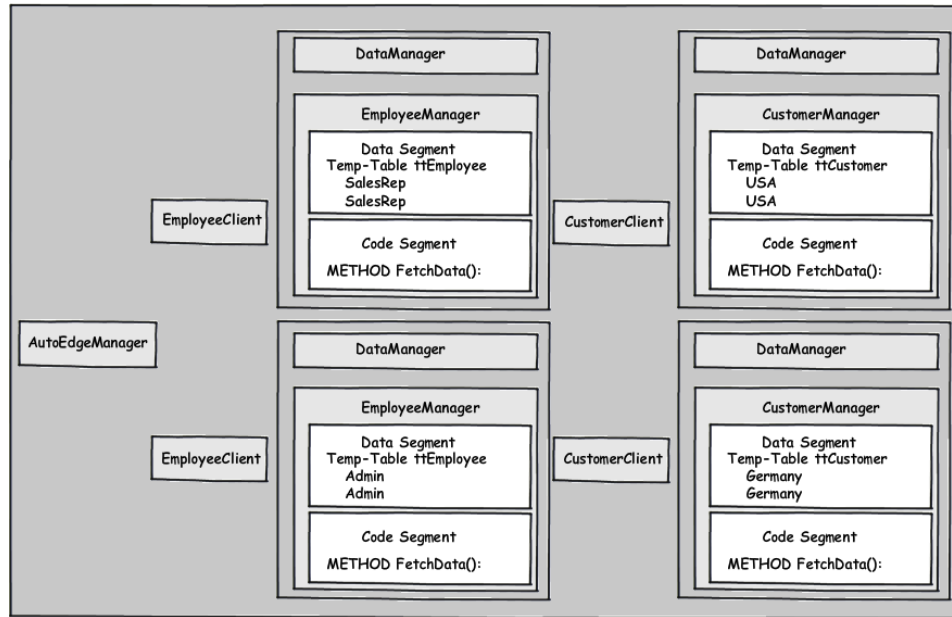 DataManager
EmployeeManager
Data Segment
Temp-Table ttEmployee
SalesRep
SalesRep
Code Segment
METHOD FetchData():
EmployeeClient
DataManager
CustomerManager
Data Segment
Temp-Table ttCustomer
USA
USA
Code Segment
METHOD FetchData():
CustomerClient
AutoEdgeManager
DataManager
EmployeeManager
Data Segment
Temp-Table ttEmployee
Admin
Admin
Code Segment
METHOD FetchData():
EmployeeClient
DataManager
CustomerManager
Data Segment
Temp-Table ttCustomer
Germany
Germany
Code Segment
METHOD FetchData():
CustomerClient